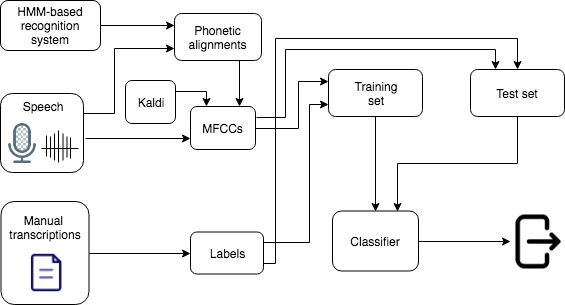 HMM-based
recognition
system
Phonetic
alignments
Speech
Kaldi
MFCCs
Training
set
Test set
Manual
transcriptions
Labels
Classifier